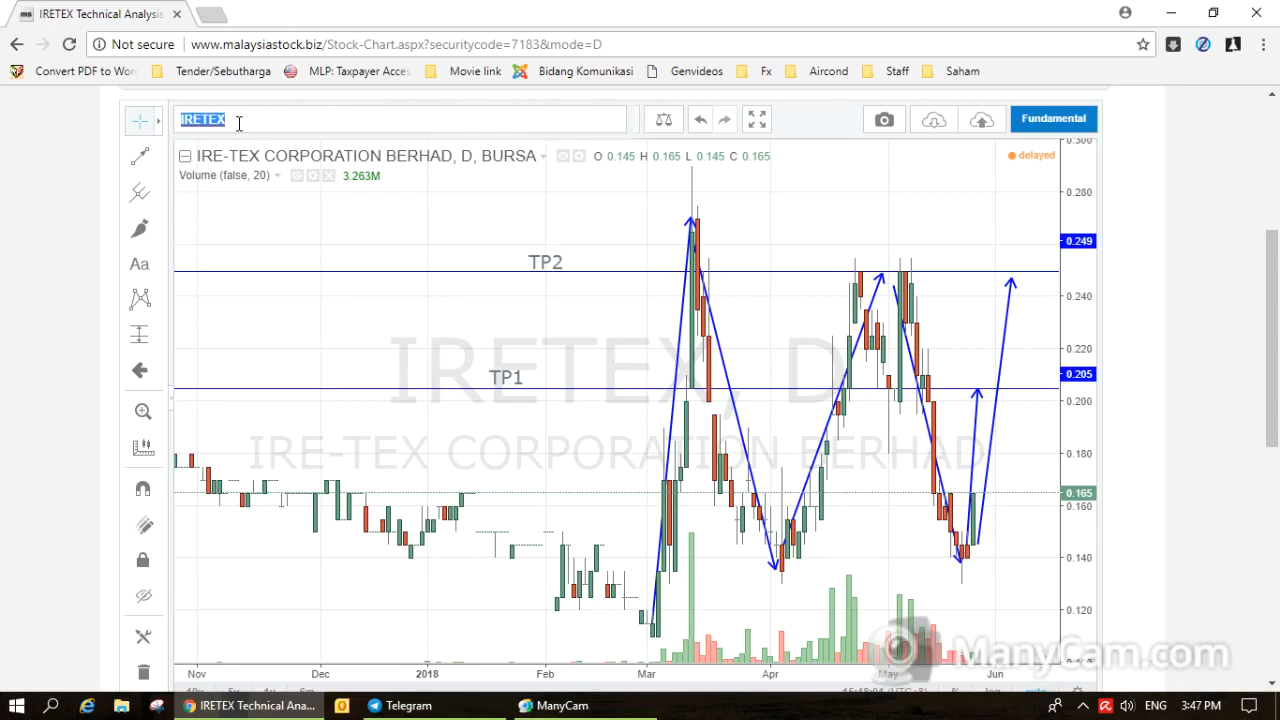 IRETEX Technical Analysis
Not secure www.malaysiastock.biz/Stock-Chart.aspx?securitycode=7183&mode=D
Convert PDF to Wor Tender/Sebutharga MLP: Taxpayer Acces Movie link Bidang Komunikasi Genvideos Fx Aircond Staff Saham
IRETEX
Fundamental
IRE-TEX CORPORATION BERHAD, D, BURSA O 0.145 H 0.165 L 0.145 C 0.165
delayed
Volume (false, 20) 3.263M
0.300
0.280
0.249
TP2
0.240
0.220
IRETEX, D
TP1
0.205
0.200
IRE-TEX CORPORATION BERHAD
0.180
0.165
0.160
0.140
0.120
Aa
ManyCam.com
Nov Dec 2018 Feb Mar Apr May Jun
IRETEX Technical Ana... Telegram ManyCam
ENG 3:47 PM